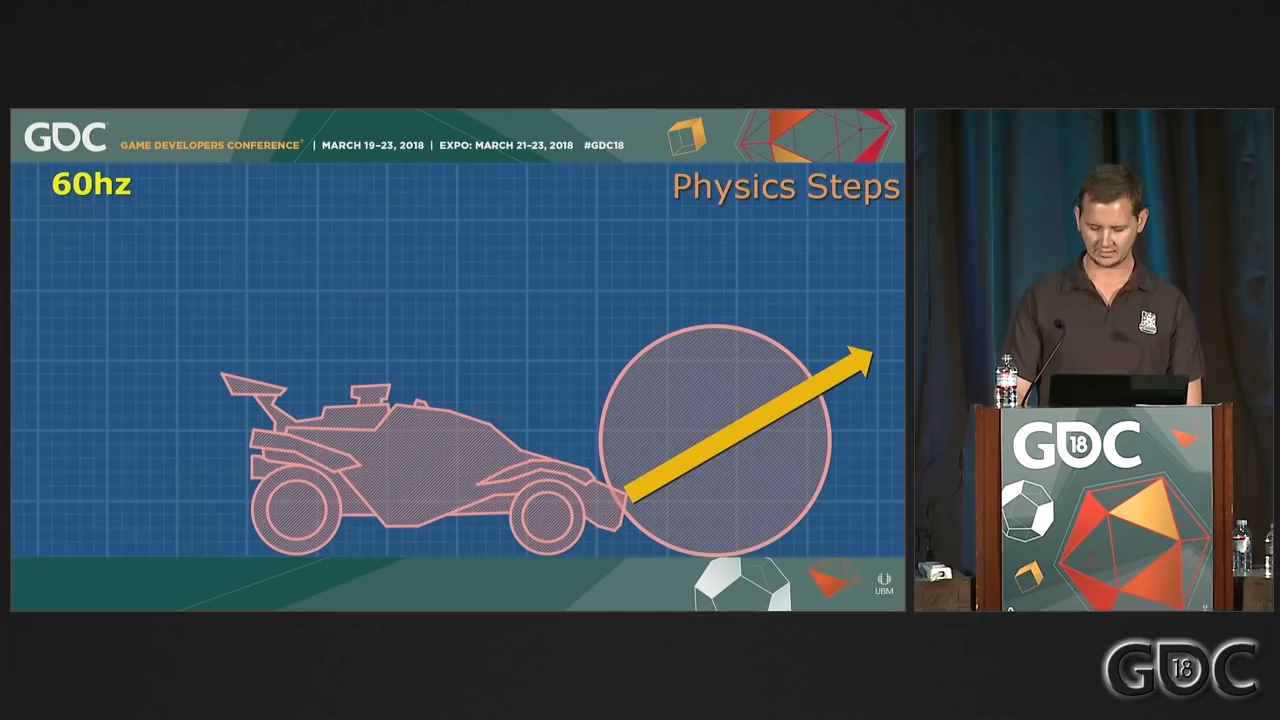 GDC GAME DEVELOPERS CONFERENCE® | MARCH 19–23, 2018 | EXPO: MARCH 21–23, 2018 #GDC18
60hz
Physics Steps
UBM
GDC
18
GDC
18